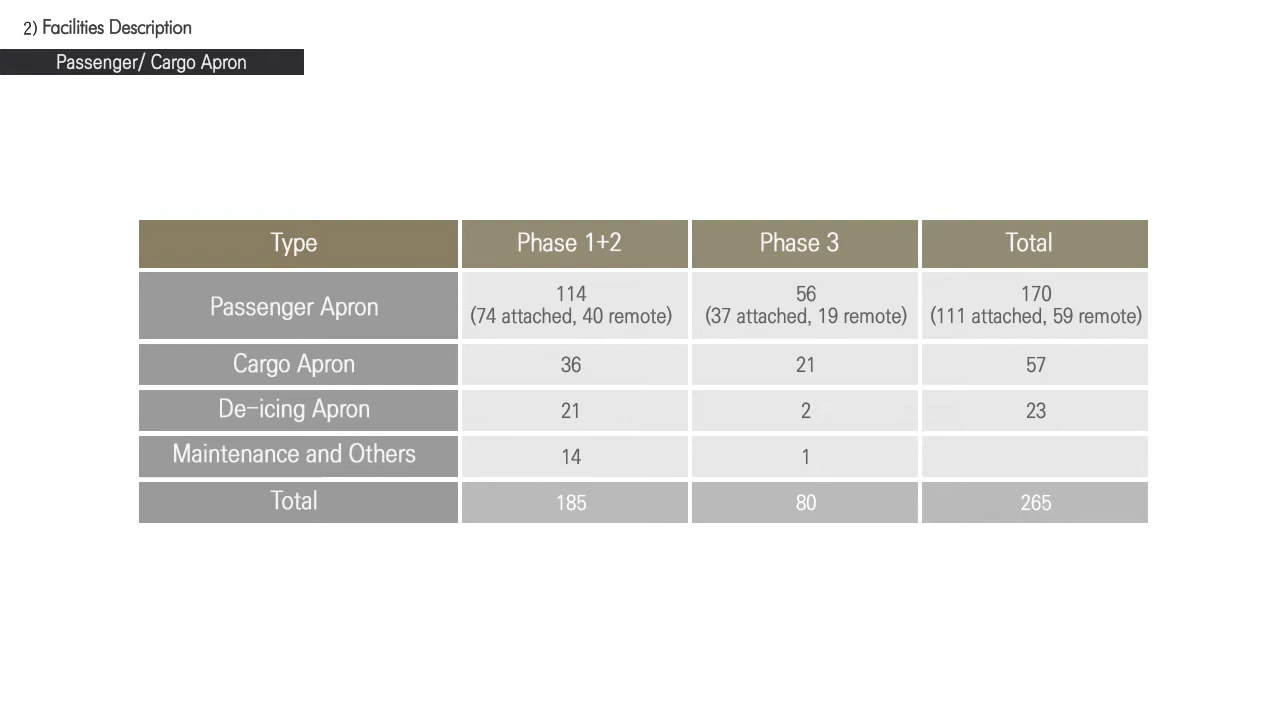 2) Facilities Description
Passenger/ Cargo Apron
Type Phase 1+2 Phase 3 Total
Passenger Apron 114 (74 attached, 40 remote) 56 (37 attached, 19 remote) 170 (111 attached, 59 remote)
Cargo Apron 36 21 57
De-icing Apron 21 2 23
Maintenance and Others 14 1
Total 185 80 265